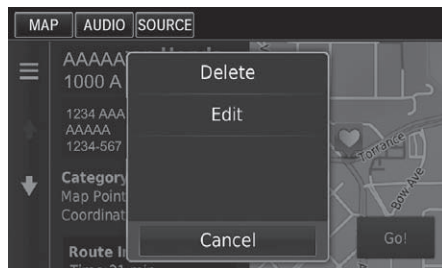 MAP AUDIO SOURCE
AAAAA
1000 A
1234 AAA
AAAAA
1234-567
Category
Map Point
Coordinat
Route
Delete
Edit
Cancel
Torrance
Bow Ave
Go!